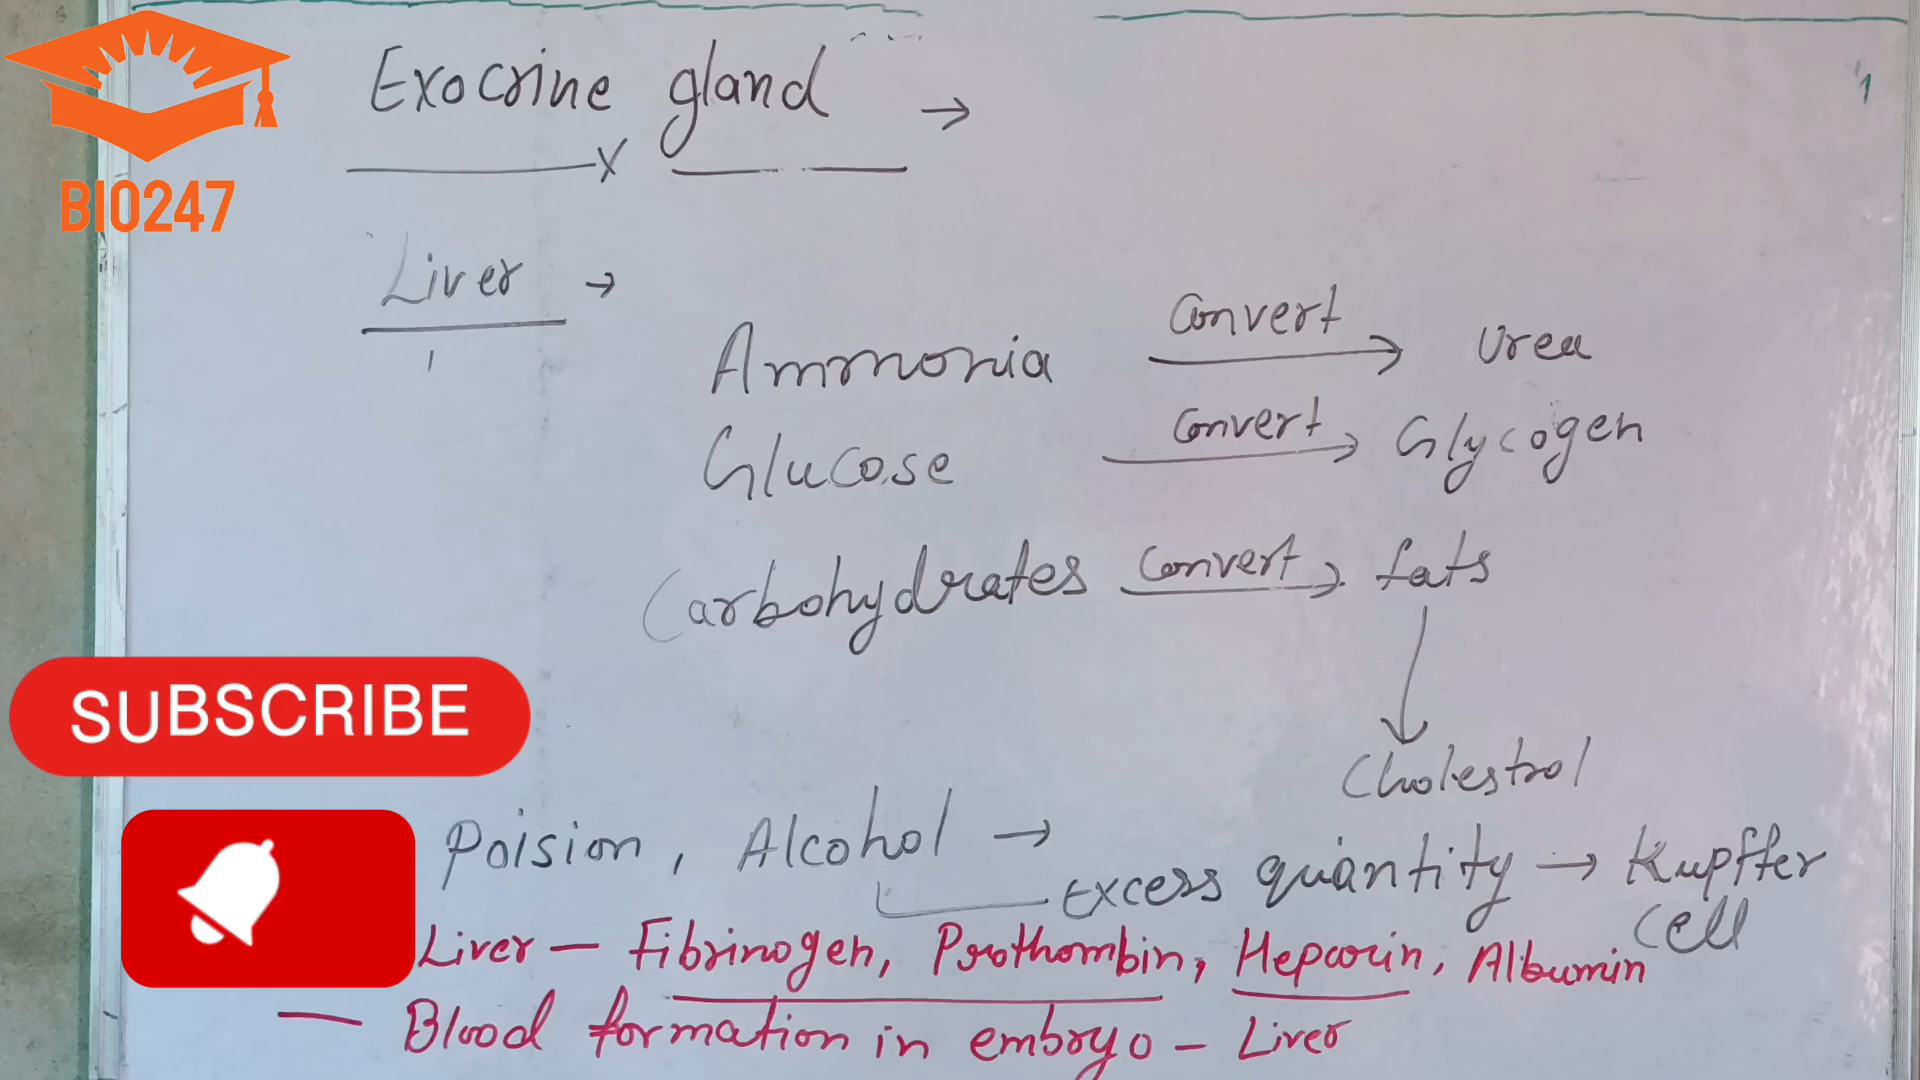 Exocrine gland →
BIO247
Liver →
Ammonia convert → Urea
Glucose convert → Glycogen
Carbohydrates convert → fats
↓
Cholestrol
SUBSCRIBE
Poision, Alcohol →
Excess quantity → Kupffer cell
Liver — Fibrinogen, Prothombin, Heparin, Albumin
— Blood formation in embryo - Liver
1